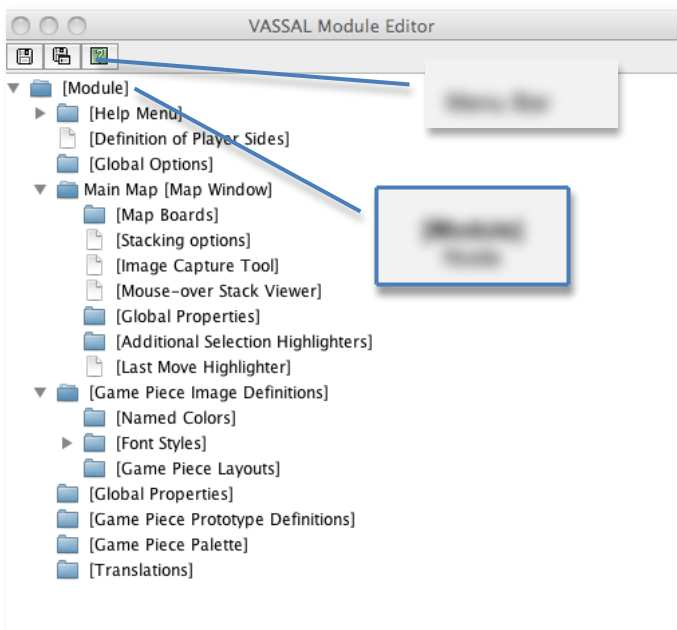 VASSAL Module Editor
[Module]
[Help Menu]
[Definition of Player Sides]
[Global Options]
Main Map [Map Window]
[Map Boards]
[Stacking options]
[Image Capture Tool]
[Mouse-over Stack Viewer]
[Global Properties]
[Additional Selection Highlighters]
[Last Move Highlighter]
[Game Piece Image Definitions]
[Named Colors]
[Font Styles]
[Game Piece Layouts]
[Global Properties]
[Game Piece Prototype Definitions]
[Game Piece Palette]
[Translations]